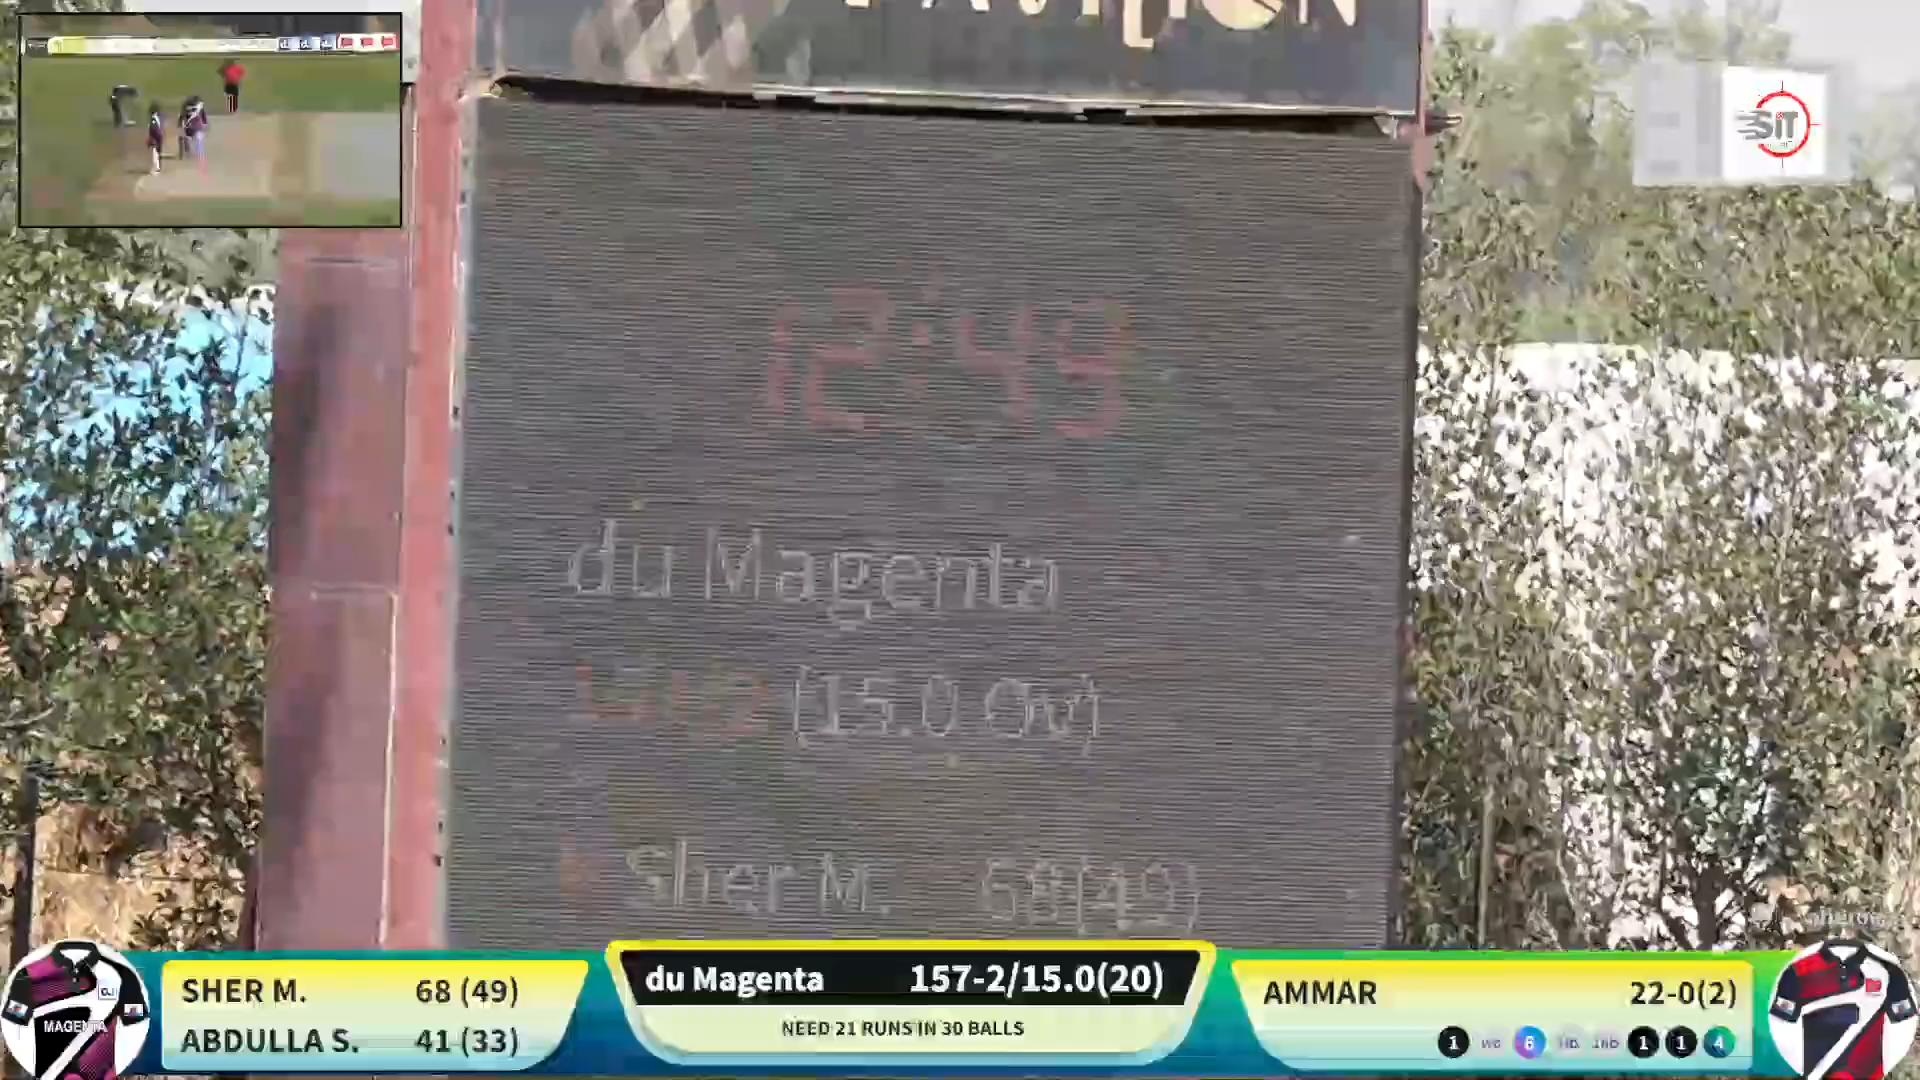 PAVILION
SiT
12:49
du Magenta
(15.0 Ov)
Sher M. 68(49)
SHER M. 68 (49)
ABDULLA S. 41 (33)
MAGENTA
du Magenta 157-2/15.0(20)
NEED 21 RUNS IN 30 BALLS
AMMAR 22-0(2)
1 WB 6 1 1 4